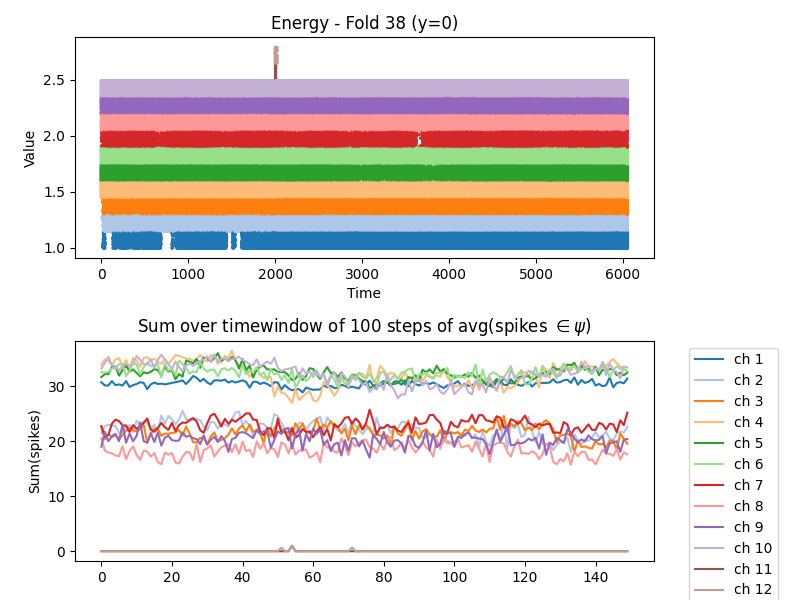 Energy - Fold 38 (y=0)
Value
2.5
2.0
1.5
1.0
0
1000
2000
3000
4000
5000
6000
Time
Sum over timewindow of 100 steps of avg(spikes ∈ ψ)
Sum(spikes)
30
20
10
0
0
20
40
60
80
100
120
140
ch 1
ch 2
ch 3
ch 4
ch 5
ch 6
ch 7
ch 8
ch 9
ch 10
ch 11
ch 12